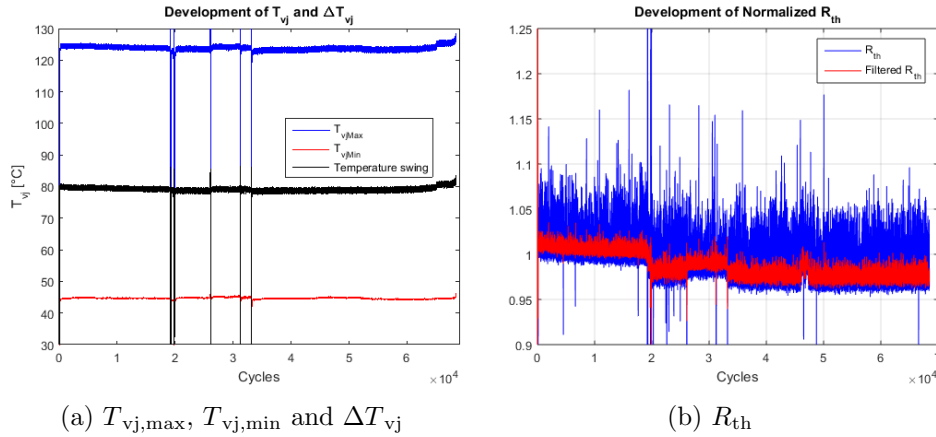 Development of T_vj and ΔT_vj
130
120
110
100
90
80
70
60
50
40
30
T_vj [°C]
T_vjMax
T_vjMin
Temperature swing
0 2 4 6
Cycles
×10^4
(a) T_vj,max, T_vj,min and ΔT_vj
Development of Normalized R_th
1.25
1.2
1.15
1.1
1.05
1
0.95
0.9
R_th
Filtered R_th
0 1 2 3 4 5 6 7
Cycles
×10^4
(b) R_th